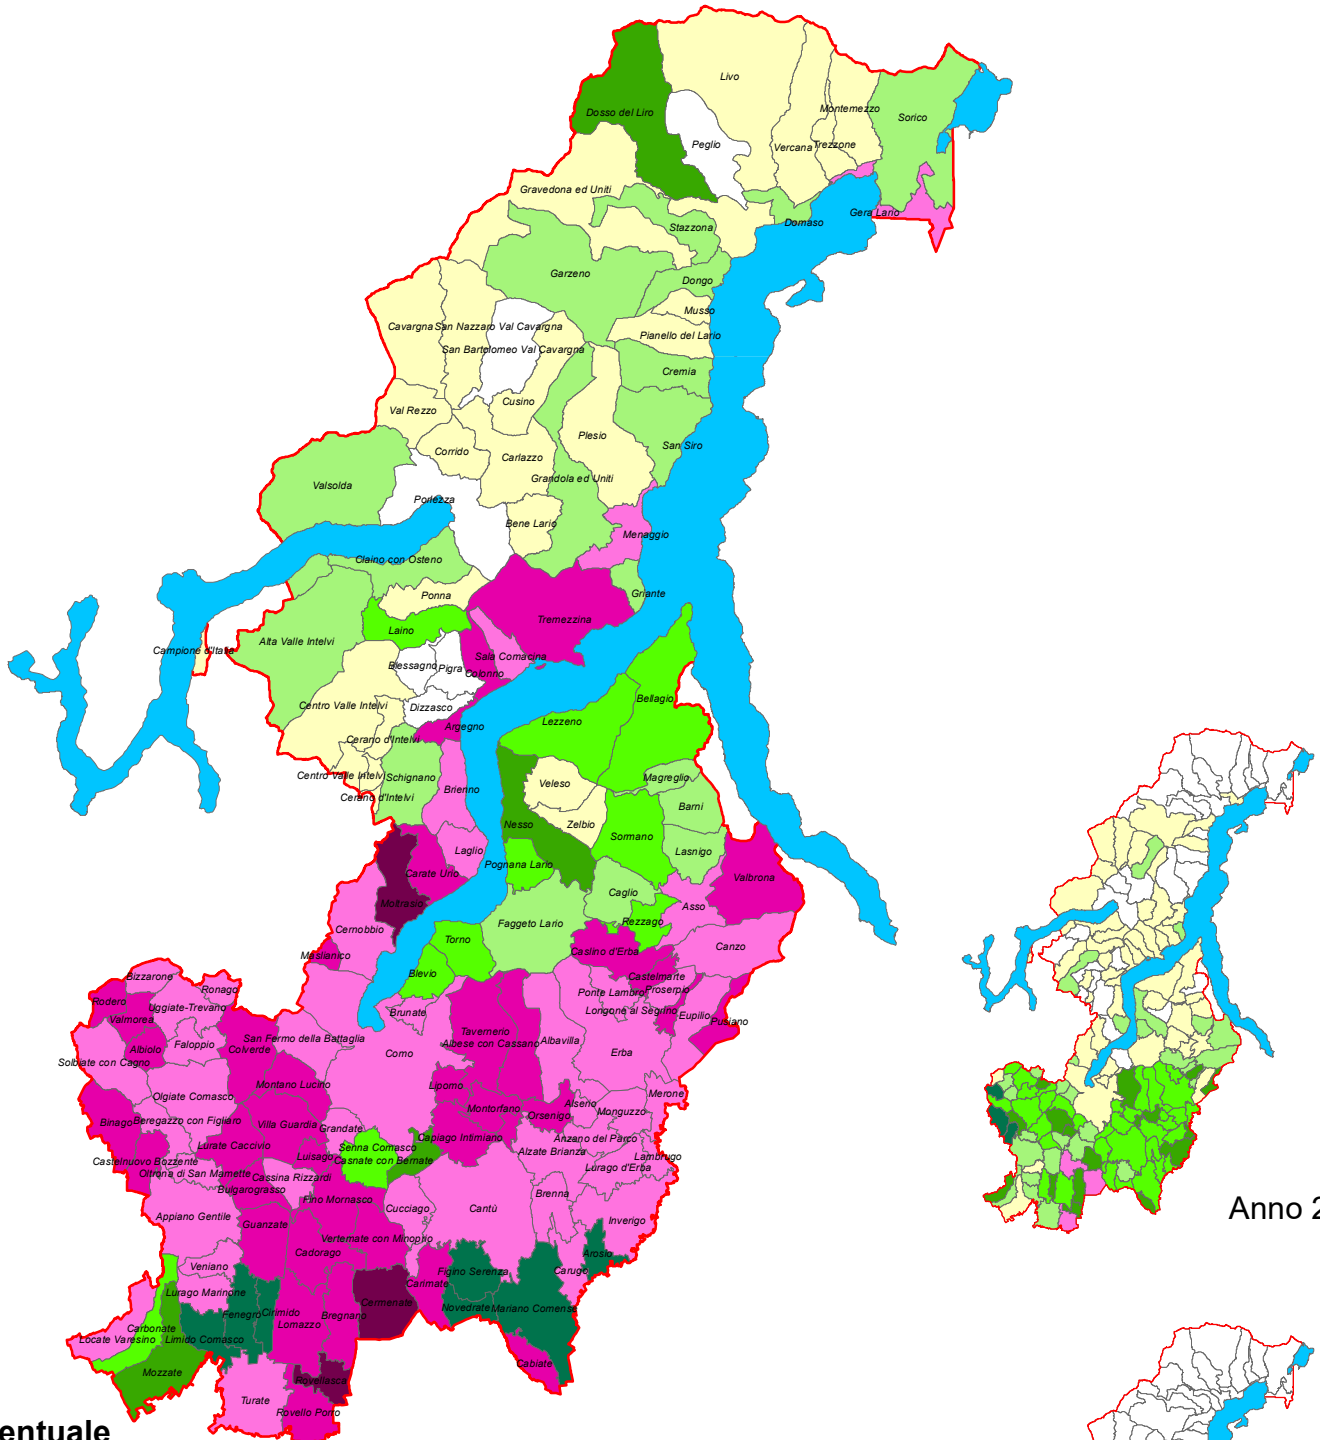 Livo
Dosso del Liro
Montemezzo
Sorico
Peglio
Vercana
Trezzone
Gravedona ed Uniti
Gera Lario
Domaso
Stazzona
Garzeno
Dongo
Musso
Cavargna
San Nazzaro Val Cavargna
Pianello del Lario
San Bartolomeo Val Cavargna
Cremia
Cusino
Val Rezzo
Plesio
San Siro
Corrido
Carlazzo
Grandola ed Uniti
Valsolda
Porlezza
Bene Lario
Menaggio
Claino con Osteno
Ponna
Griante
Tremezzina
Laino
Alta Valle Intelvi
Campione d'Italia
Sala Comacina
Blessagno
Pigra
Colonno
Bellagio
Centro Valle Intelvi
Dizzasco
Lezzeno
Argegno
Cerano d'Intelvi
Centro Valle Intelvi
Schignano
Magreglio
Veleso
Brienno
Cerano d'Intelvi
Barni
Nesso
Zelbio
Sormano
Laglio
Lasnigo
Pognana Lario
Carate Urio
Valbrona
Caglio
Moltrasio
Asso
Faggeto Lario
Rezzago
Cernobbio
Torno
Canzo
Maslianico
Caslino d'Erba
Blevio
Castelmarte
Bizzarone
Ronago
Ponte Lambro
Proserpio
Rodero
Uggiate-Trevano
Brunate
Longone al Segrino
Eupilio
Valmorea
Pusiano
Tavernerio
San Fermo della Battaglia
Albese con Cassano
Albavilla
Faloppio
Albiolo
Colverde
Como
Erba
Solbiate con Cagno
Montano Lucino
Lipomo
Olgiate Comasco
Merone
Alserio
Montorfano
Orsenigo
Monguzzo
Binago
Beregazzo con Figliaro
Villa Guardia
Grandate
Capiago Intimiano
Anzano del Parco
Lurate Caccivio
Senna Comasco
Alzate Brianza
Luisago
Lambrugo
Castelnuovo Bozzente
Casnate con Bernate
Lurago d'Erba
Oltrona di San Mamette
Cassina Rizzardi
Bulgarograsso
Brenna
Fino Mornasco
Cucciago
Cantù
Appiano Gentile
Anno 2
Inverigo
Guanzate
Vertemate con Minoprio
Cadorago
Arosio
Veniano
Figino Serenza
Carugo
Carimate
Lurago Marinone
Cermenate
Novedrate
Mariano Comense
Fenegrò
Cirimido
Bregnano
Lomazzo
Carbonate
Locate Varesino
Limido Comasco
Cabiate
Mozzate
Rovellasca
Turate
Rovello Porro
entuale